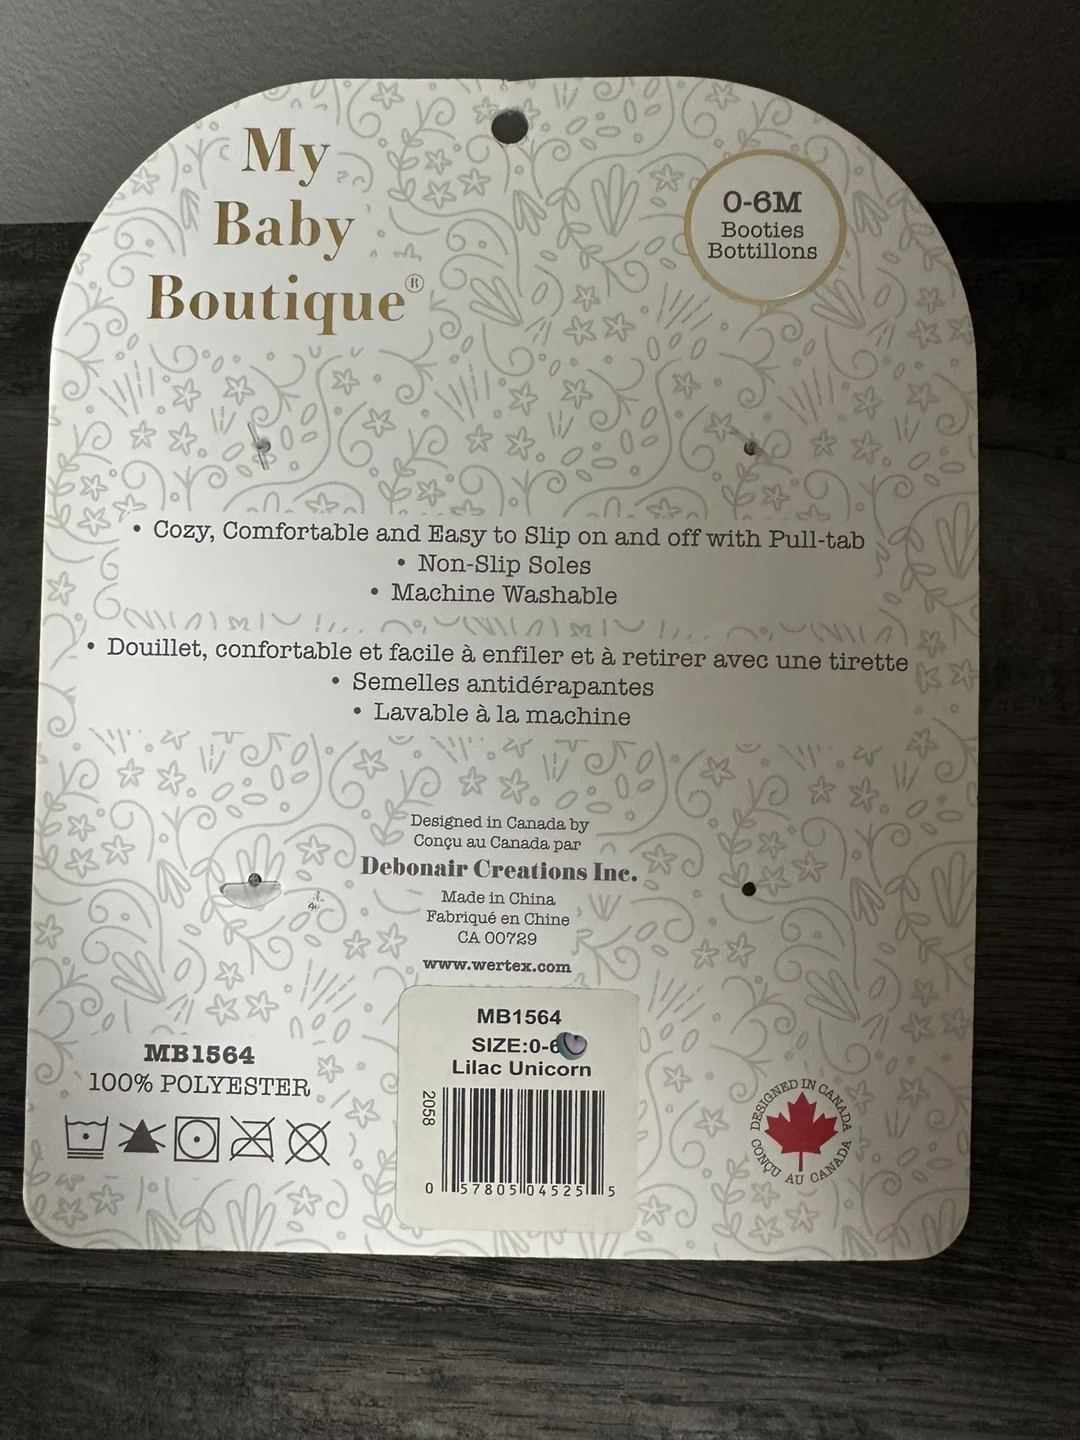 My
Baby
Boutique®
0-6M
Booties
Bottillons
• Cozy, Comfortable and Easy to Slip on and off with Pull-tab
• Non-Slip Soles
• Machine Washable
• Douillet, confortable et facile à enfiler et à retirer avec une tirette
• Semelles antidérapantes
• Lavable à la machine
Designed in Canada by
Conçu au Canada par
Debonair Creations Inc.
Made in China
Fabriqué en Chine
CA 00729
www.wertex.com
MB1564
100% POLYESTER
MB1564
SIZE:0-6
Lilac Unicorn
2058
0 57805 04525 5
DESIGNED IN CANADA
CONÇU AU CANADA